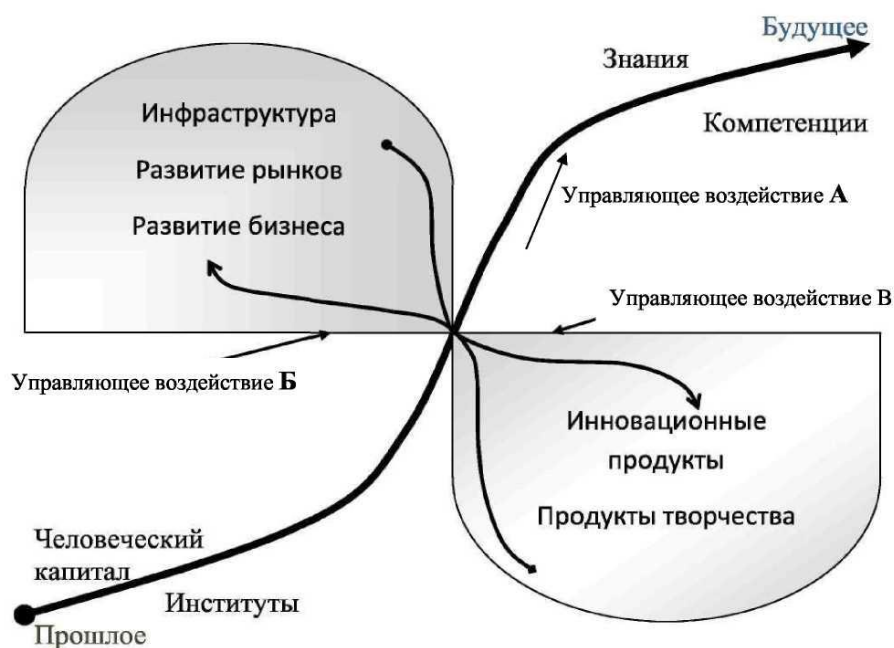 Будущее
Знания
Компетенции
Инфраструктура
Развитие рынков
Развитие бизнеса
Управляющее воздействие А
Управляющее воздействие В
Управляющее воздействие Б
Инновационные
продукты
Продукты творчества
Человеческий
капитал
Институты
Прошлое